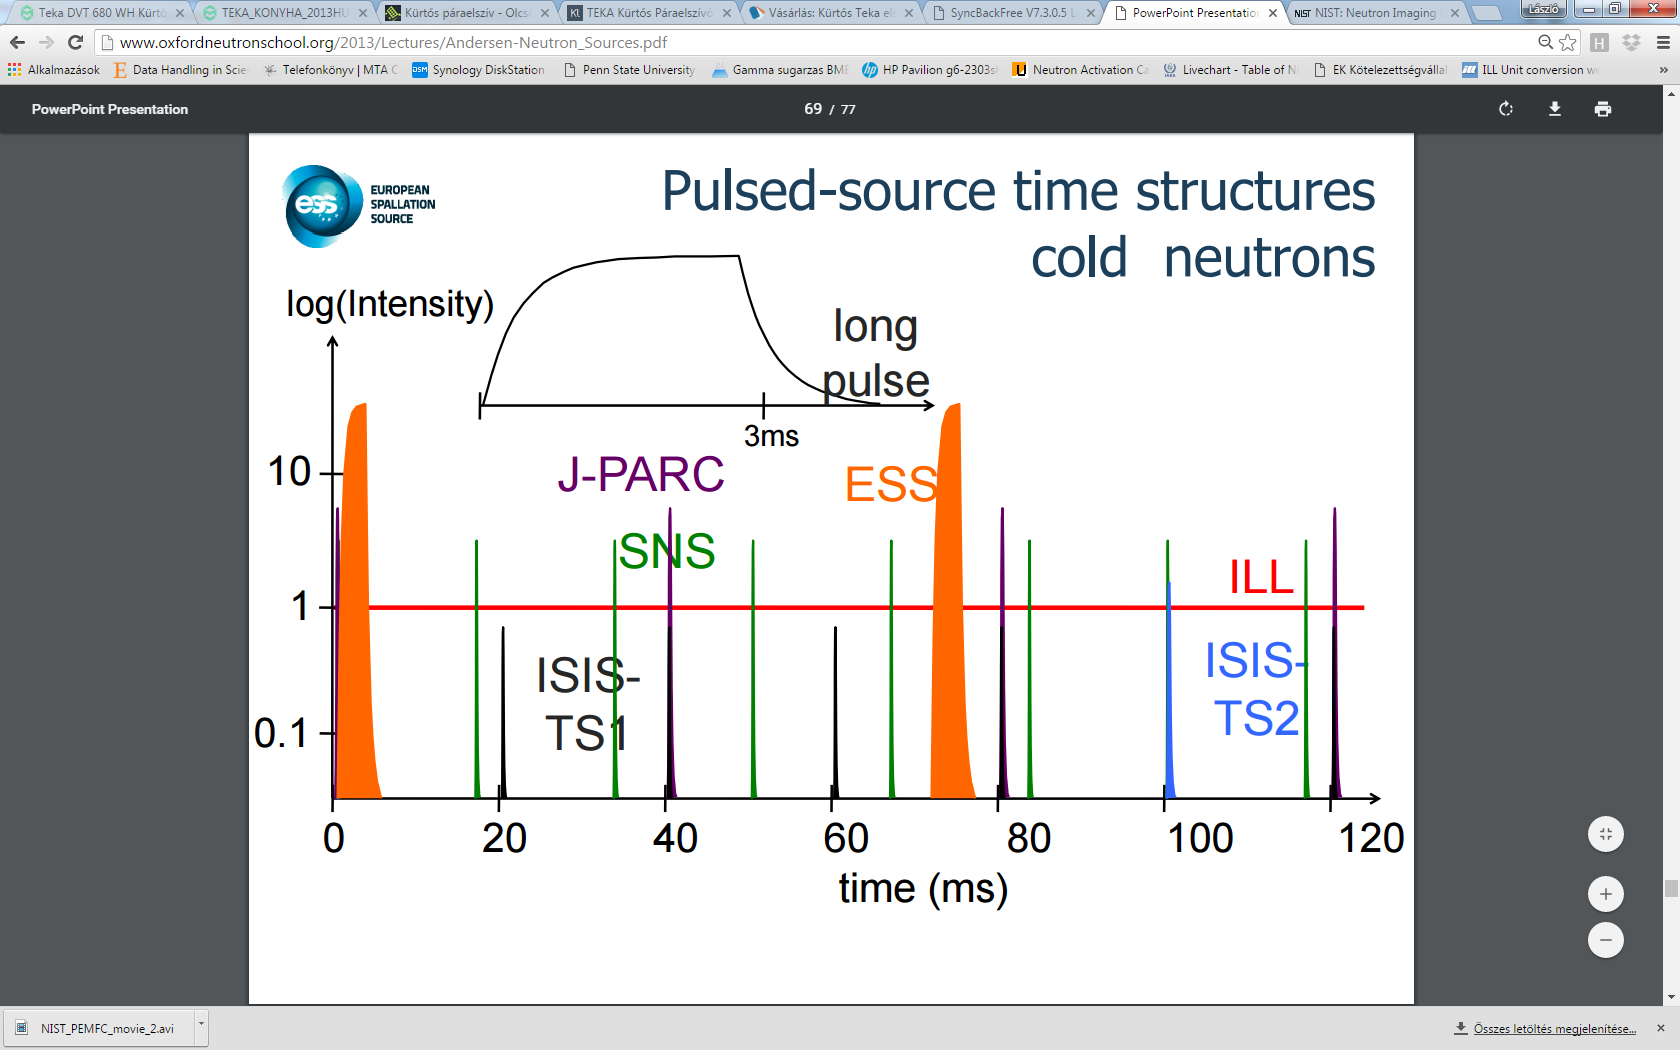 Teka DVT 680 WH Kürtő
TEKA_KONYHA_2013HU
Kürtős páraelszív - Olcs
TEKA Kürtős Páraelszívó
Vásárlás: Kürtős Teka el
SyncBackFree V7.3.0.5
PowerPoint Presentatio
NIST: Neutron Imaging
László
www.oxfordneutronschool.org/2013/Lectures/Andersen-Neutron_Sources.pdf
Alkalmazások
Data Handling in Scie
Telefonkönyv | MTA
Synology DiskStation
Penn State University
Gamma sugarzas BME
HP Pavilion g6-2303s
Neutron Activation Ca
Livechart - Table of N
EK Kötelezettségválla
ILL Unit conversion w
»
PowerPoint Presentation
69 / 77
ess
EUROPEAN
SPALLATION
SOURCE
Pulsed-source time structures
cold neutrons
log(Intensity)
long
pulse
3ms
J-PARC
ESS
SNS
ILL
ISIS-
TS1
ISIS-
TS2
10
1
0.1
0 20 40 60 80 100 120
time (ms)
NIST_PEMFC_movie_2.avi
Összes letöltés megjelenítése...